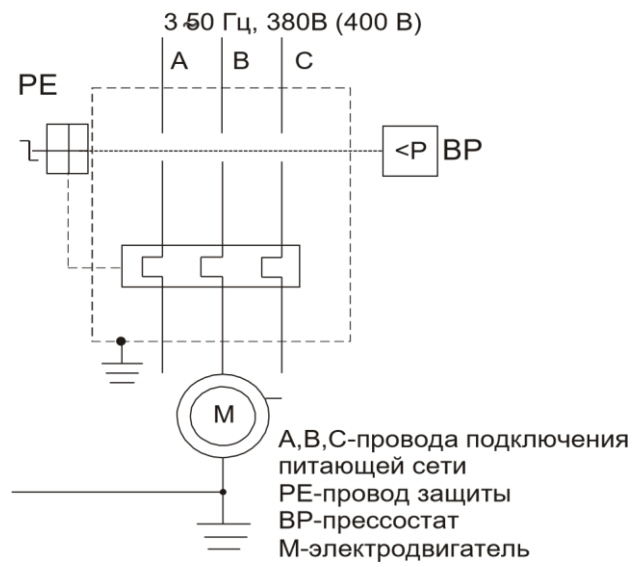 3 ~ 50 Гц, 380В (400 В)
A B C
PE
<P BP
M
A,B,C-провода подключения
питающей сети
PE-провод защиты
BP-прессостат
M-электродвигатель